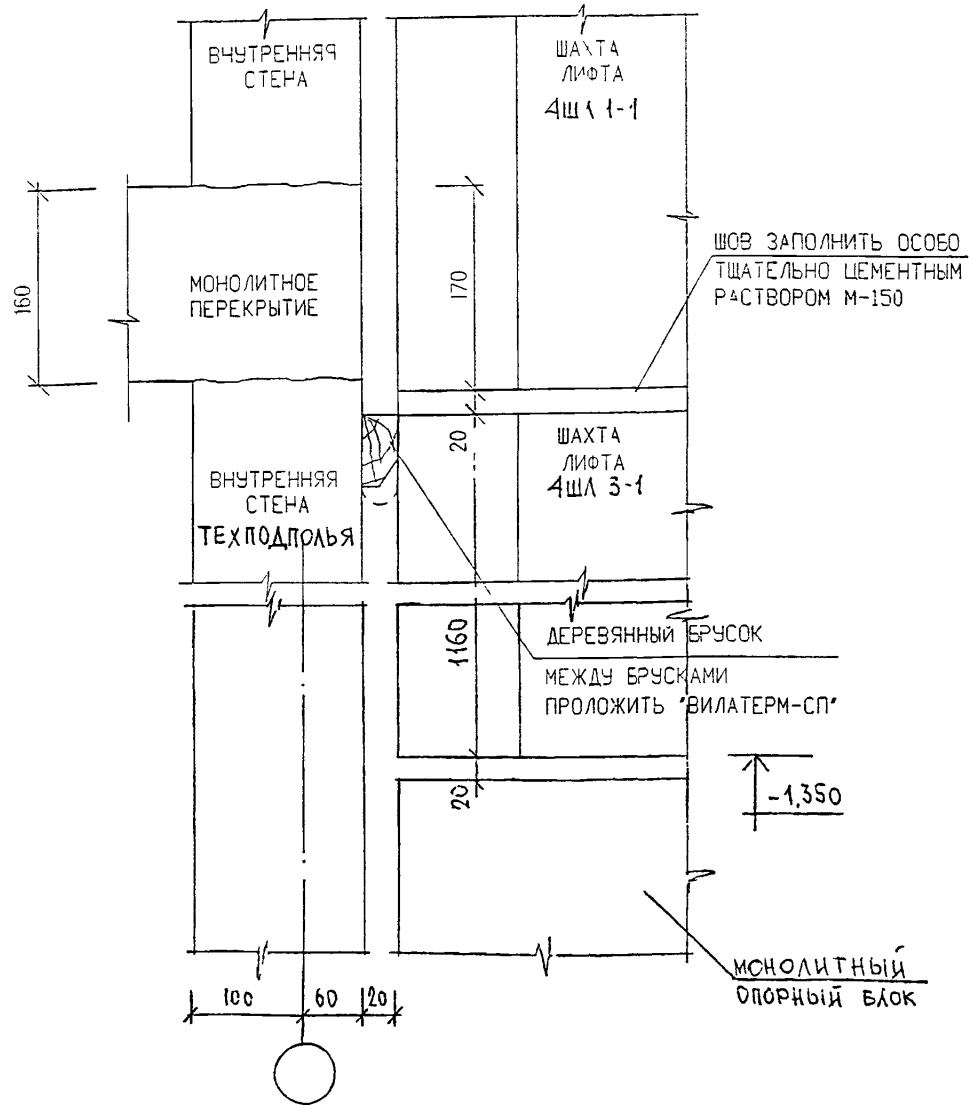 ВНУТРЕННЯЯ
СТЕНА
ШАХТА
ЛИФТА
4ШЛ 1-1
160
МОНОЛИТНОЕ
ПЕРЕКРЫТИЕ
170
ШОВ ЗАПОЛНИТЬ ОСОБО
ТЩАТЕЛЬНО ЦЕМЕНТНЫМ
РАСТВОРОМ М-150
20
ШАХТА
ЛИФТА
4ШЛ 3-1
ВНУТРЕННЯЯ
СТЕНА
ТЕХПОДПОЛЬЯ
1160
ДЕРЕВЯННЫЙ БРУСОК
МЕЖДУ БРУСКАМИ
ПРОЛОЖИТЬ "ВИЛАТЕРМ-СП"
20
-1,350
МОНОЛИТНЫЙ
ОПОРНЫЙ БЛОК
100 60 20